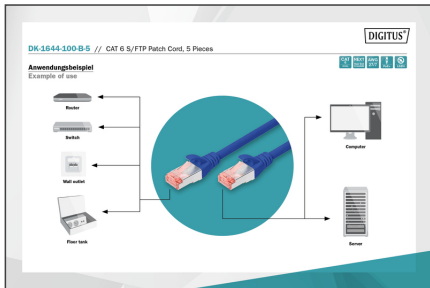 DIGITUS®
DK-1644-100-B-5 // CAT 6 S/FTP Patch Cord, 5 Pieces
Anwendungsbeispiel
Example of use
Router
Switch
Wall outlet
Floor tank
Computer
Server